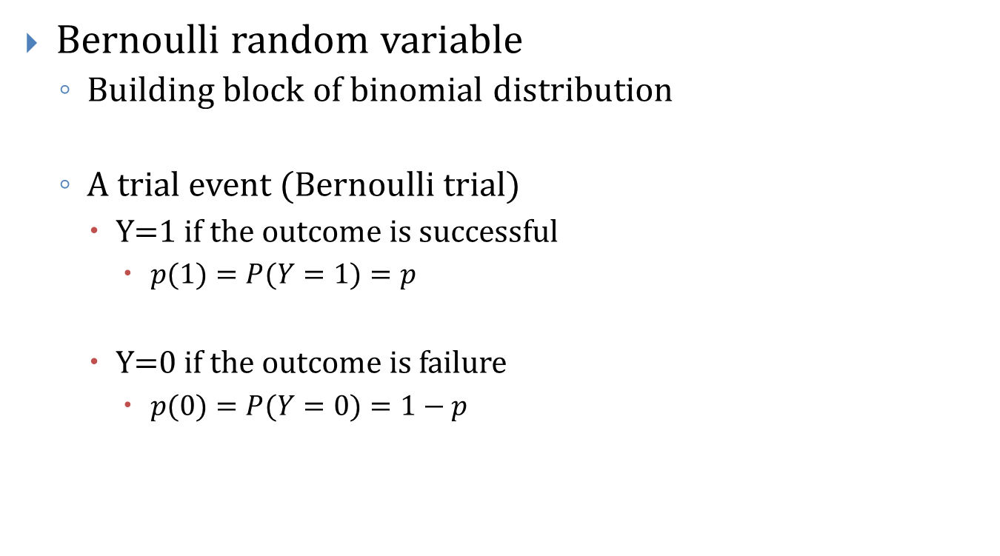 Bernoulli random variable
Building block of binomial distribution
A trial event (Bernoulli trial)
Y=1 if the outcome is successful
p(1) = P(Y = 1) = p
Y=0 if the outcome is failure
p(0) = P(Y = 0) = 1 − p